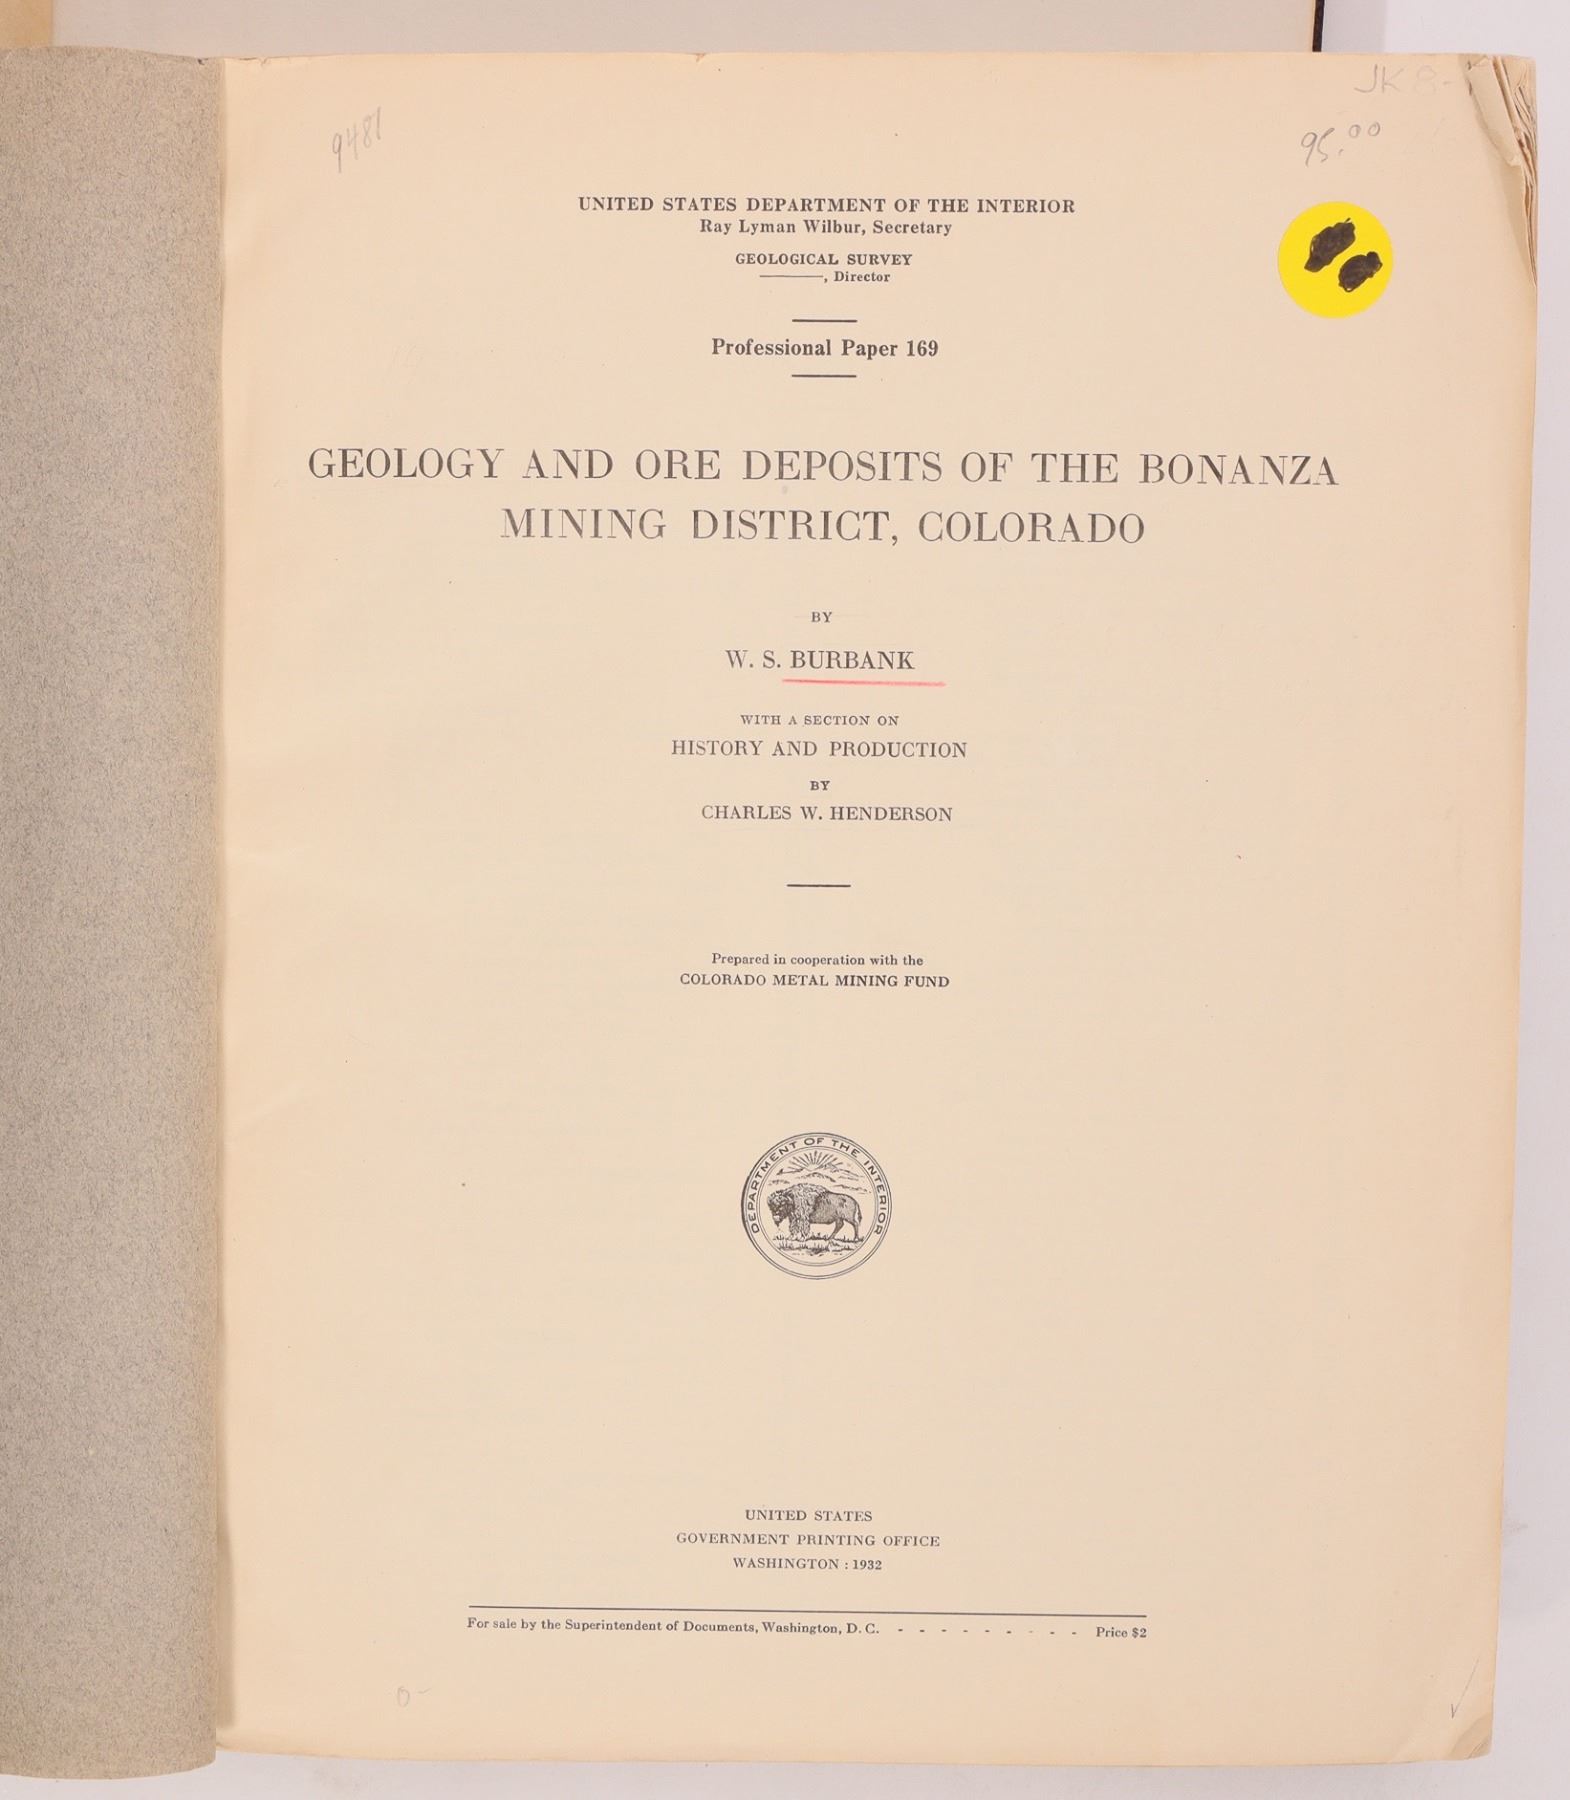 JK 8-
9481
95.00
UNITED STATES DEPARTMENT OF THE INTERIOR
Ray Lyman Wilbur, Secretary
GEOLOGICAL SURVEY
———, Director
Professional Paper 169
GEOLOGY AND ORE DEPOSITS OF THE BONANZA
MINING DISTRICT, COLORADO
BY
W. S. BURBANK
WITH A SECTION ON
HISTORY AND PRODUCTION
BY
CHARLES W. HENDERSON
Prepared in cooperation with the
COLORADO METAL MINING FUND
DEPARTMENT OF THE INTERIOR
UNITED STATES
GOVERNMENT PRINTING OFFICE
WASHINGTON : 1932
For sale by the Superintendent of Documents, Washington, D. C. - - - - - - - - - Price $2
0-